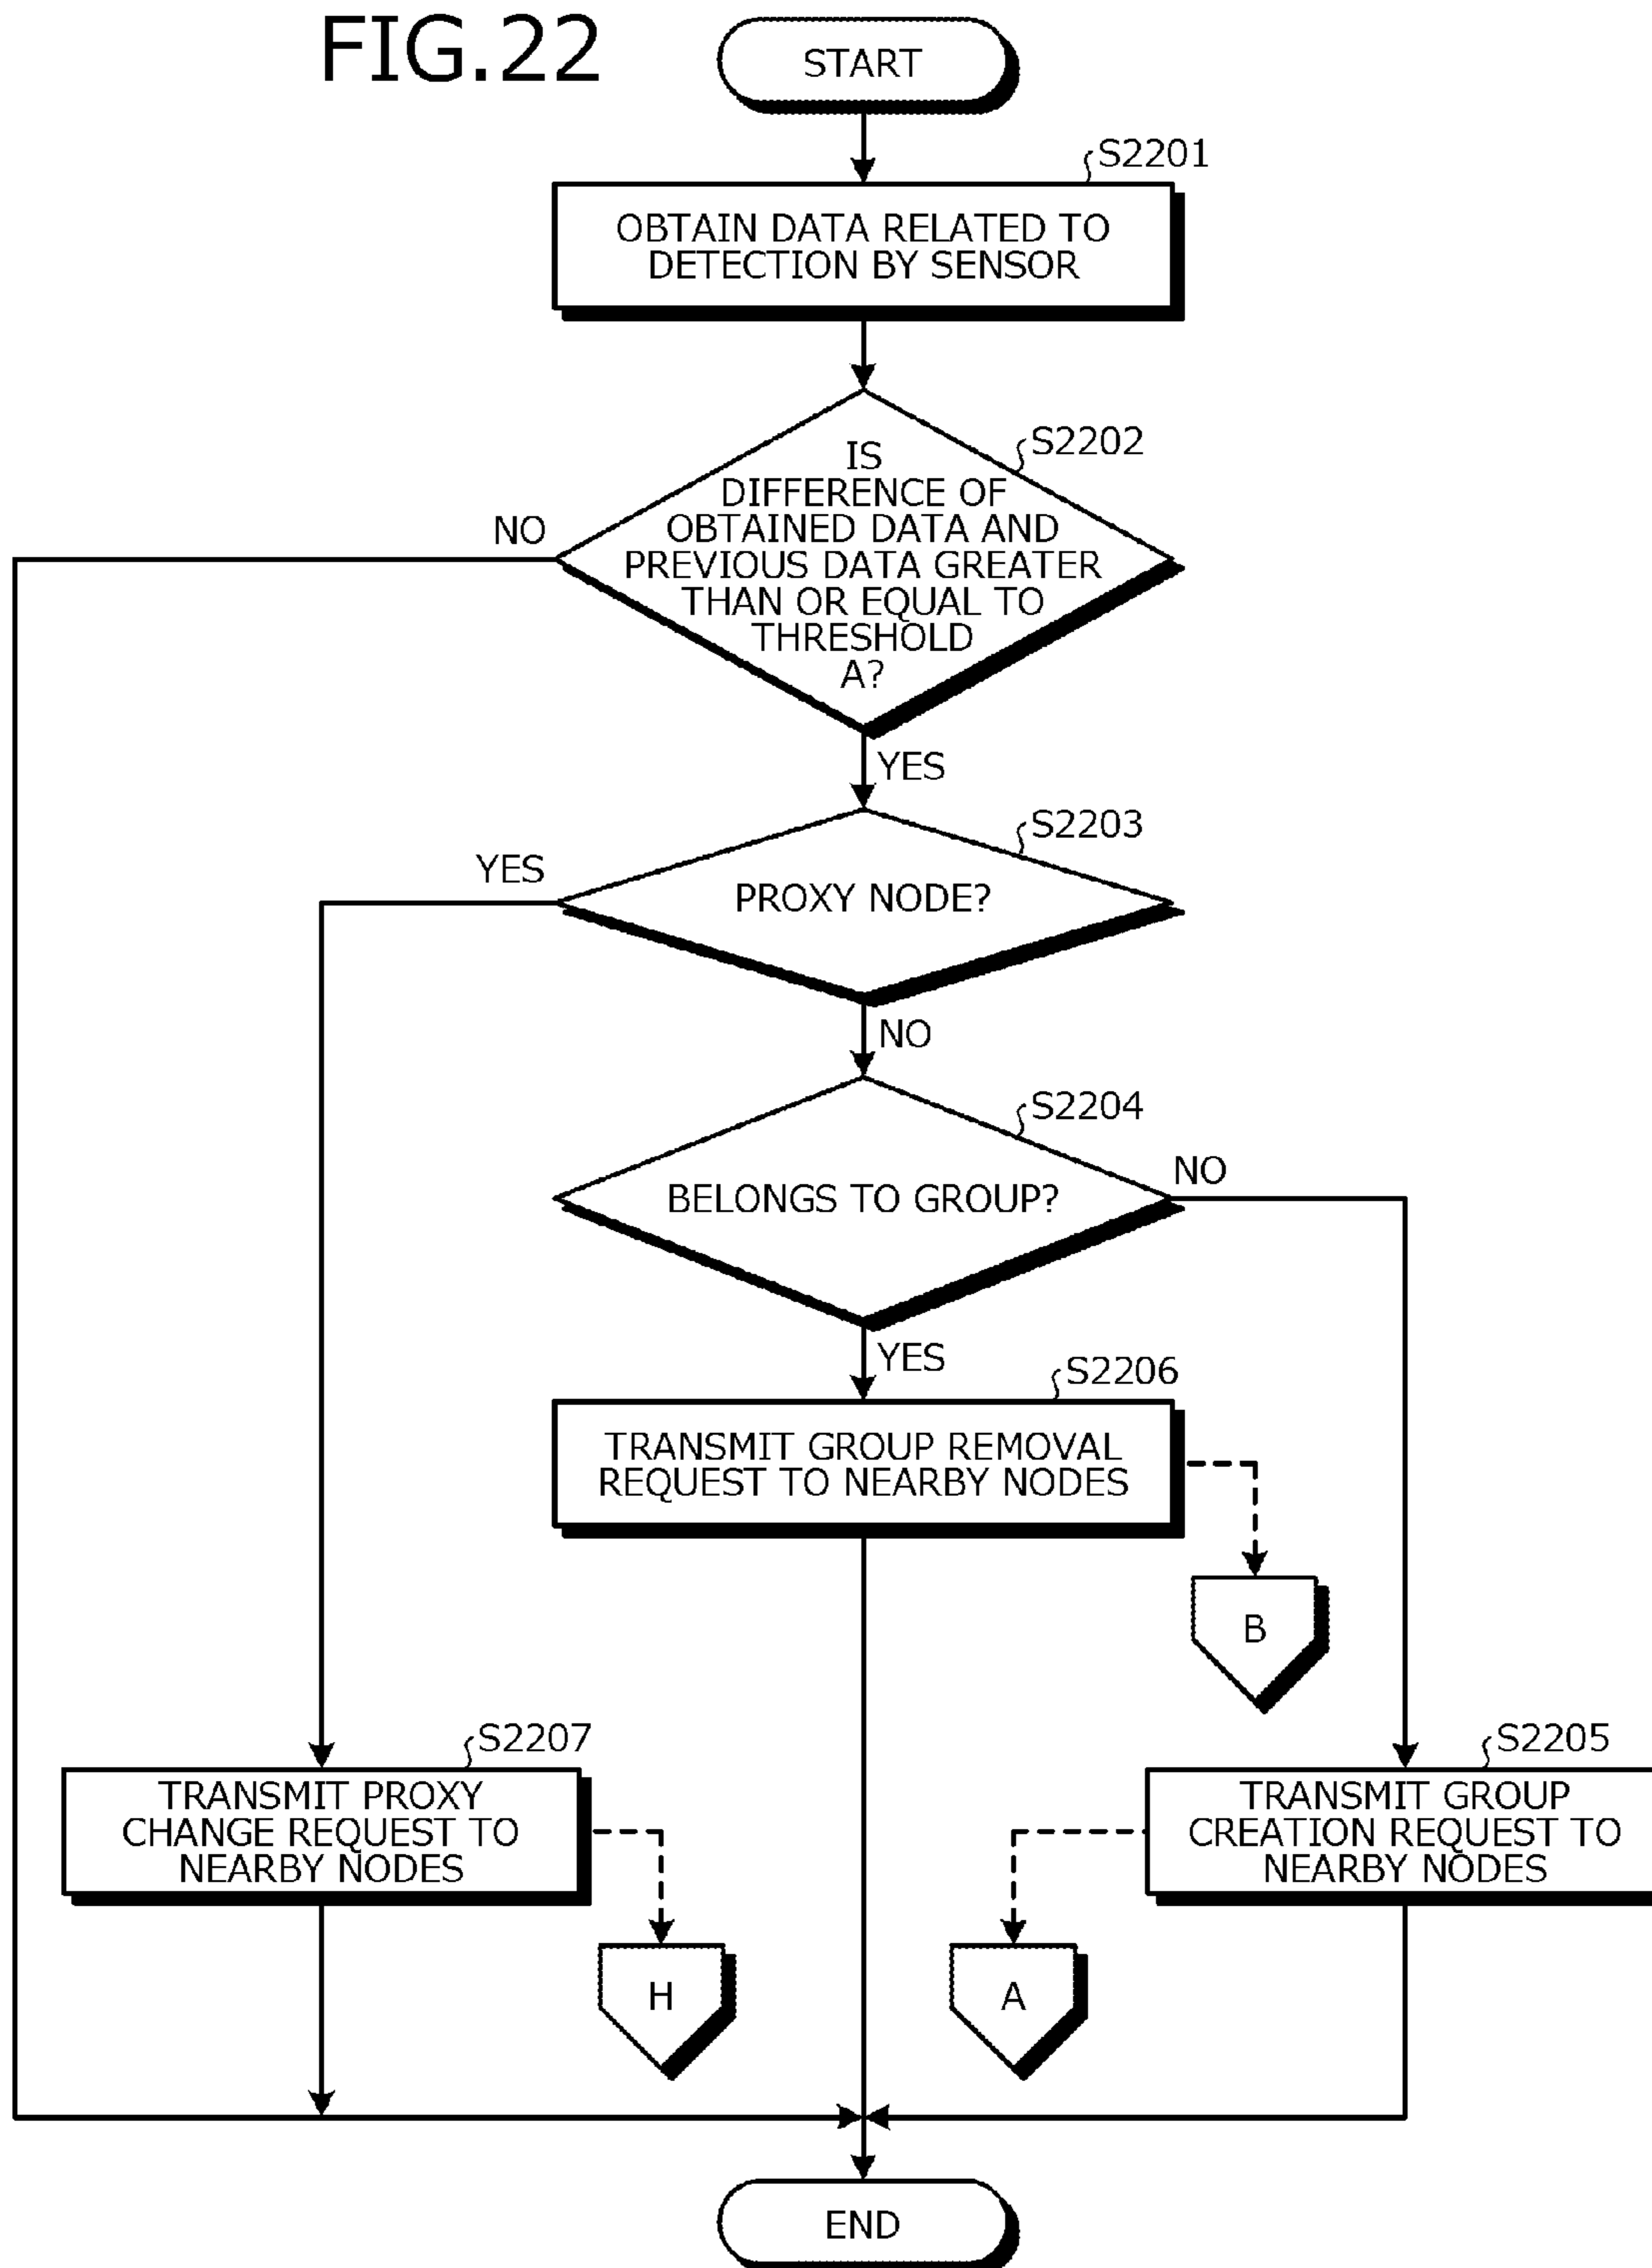 FIG.22
START
S2201
OBTAIN DATA RELATED TO
DETECTION BY SENSOR
S2202
IS
DIFFERENCE OF
OBTAINED DATA AND
PREVIOUS DATA GREATER
THAN OR EQUAL TO
THRESHOLD
A?
NO
YES
S2203
PROXY NODE?
YES
NO
S2204
BELONGS TO GROUP?
NO
YES
S2206
TRANSMIT GROUP REMOVAL
REQUEST TO NEARBY NODES
B
S2207
TRANSMIT PROXY
CHANGE REQUEST TO
NEARBY NODES
H
S2205
TRANSMIT GROUP
CREATION REQUEST TO
NEARBY NODES
A
END